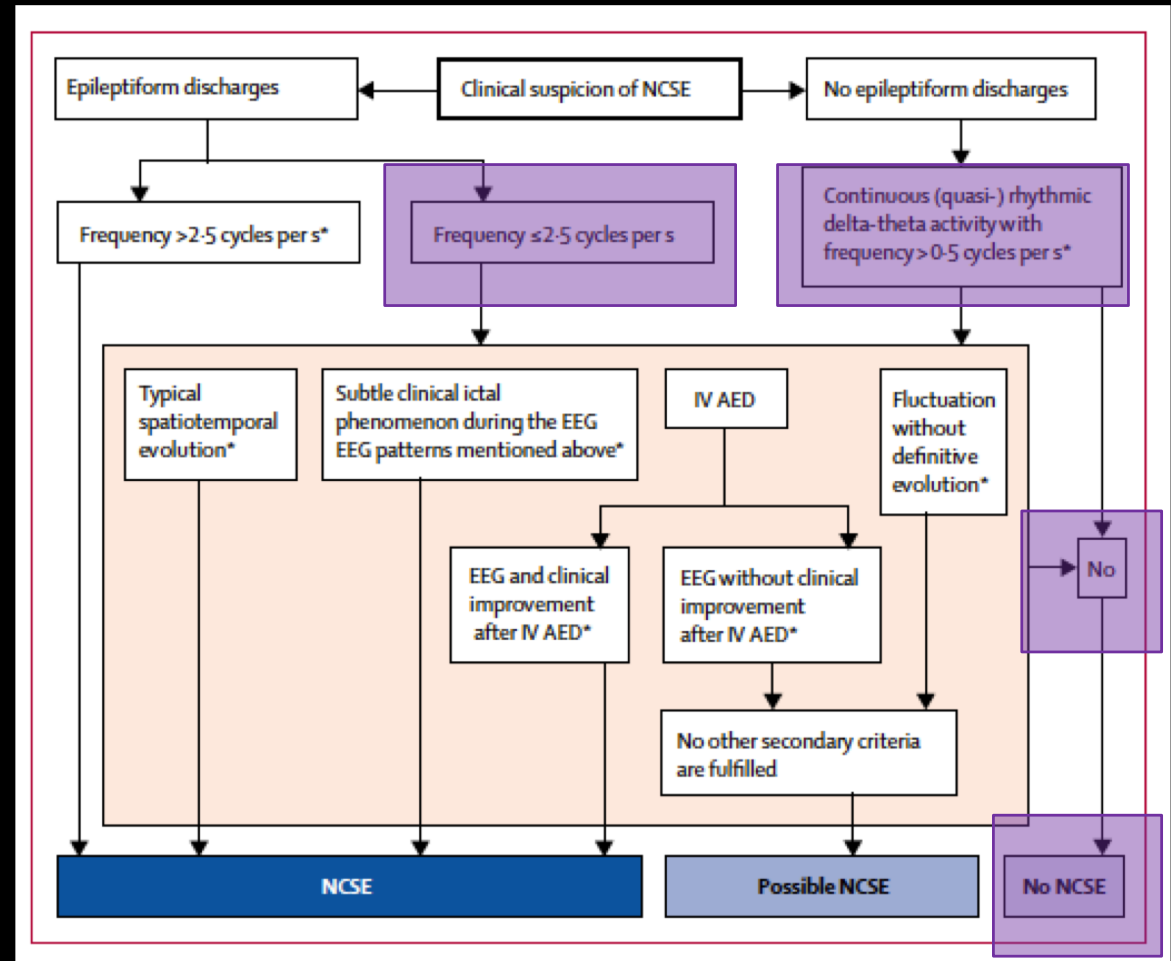 Epileptiform discharges
Clinical suspicion of NCSE
No epileptiform discharges
Frequency >2·5 cycles per s*
Frequency ≤2·5 cycles per s
Continuous (quasi-) rhythmic
delta-theta activity with
frequency >0·5 cycles per s*
Typical
spatiotemporal
evolution*
Subtle clinical ictal
phenomenon during the EEG
EEG patterns mentioned above*
IV AED
Fluctuation
without
definitive
evolution*
EEG and clinical
improvement
after IV AED*
EEG without clinical
improvement
after IV AED*
No
No other secondary criteria
are fulfilled
NCSE
Possible NCSE
No NCSE